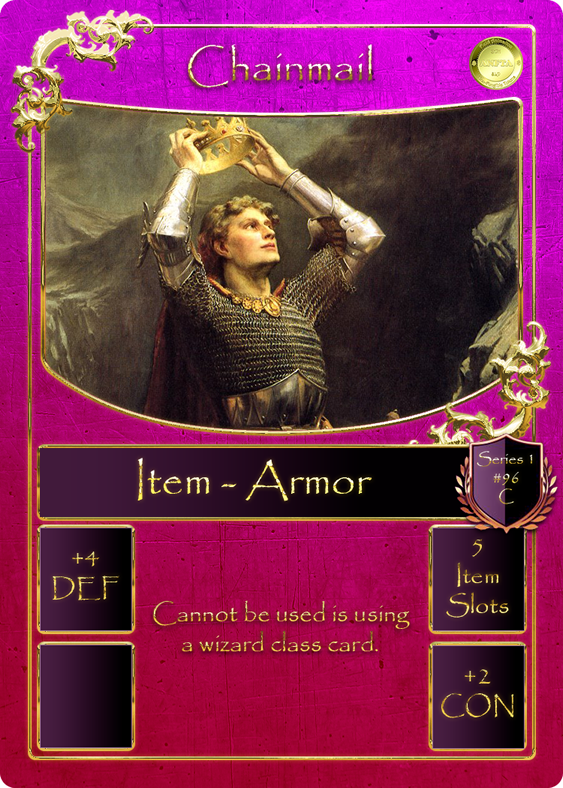 Chainmail
Item - Armor
Series 1
#96
C
+4
DEF
Cannot be used is using
a wizard class card.
5
Item
Slots
+2
CON